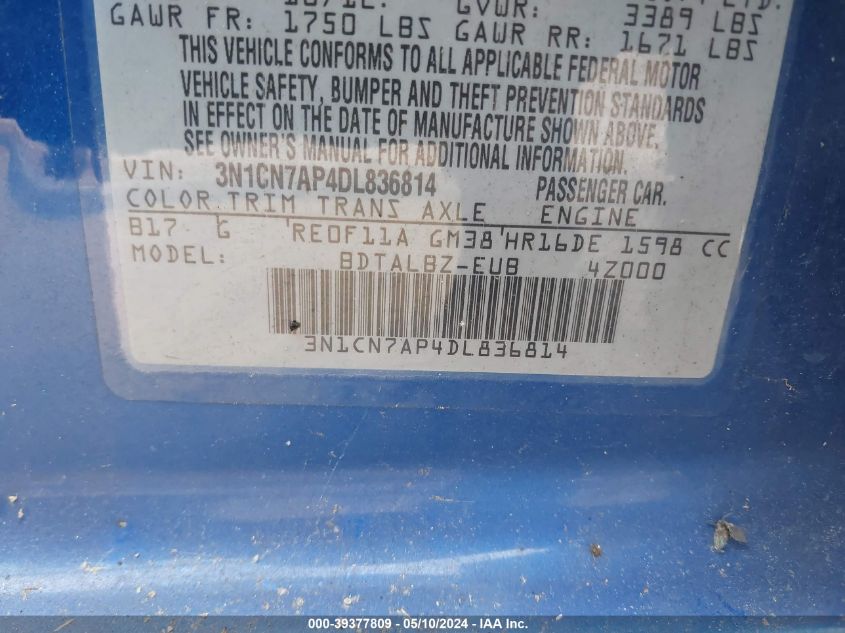 GVWR: 3389 LBS
GAWR FR: 1750 LBS GAWR RR: 1671 LBS
THIS VEHICLE CONFORMS TO ALL APPLICABLE FEDERAL MOTOR
VEHICLE SAFETY, BUMPER AND THEFT PREVENTION STANDARDS
IN EFFECT ON THE DATE OF MANUFACTURE SHOWN ABOVE.
SEE OWNER'S MANUAL FOR ADDITIONAL INFORMATION.
VIN: 3N1CN7AP4DL836814 PASSENGER CAR.
COLOR TRIM TRANS AXLE ENGINE
B17 G RE0F11A GM38 HR16DE 1598 CC
MODEL: BDTALBZ-EUB 4Z000
3N1CN7AP4DL836814
000-39377809 - 05/10/2024 - IAA Inc.